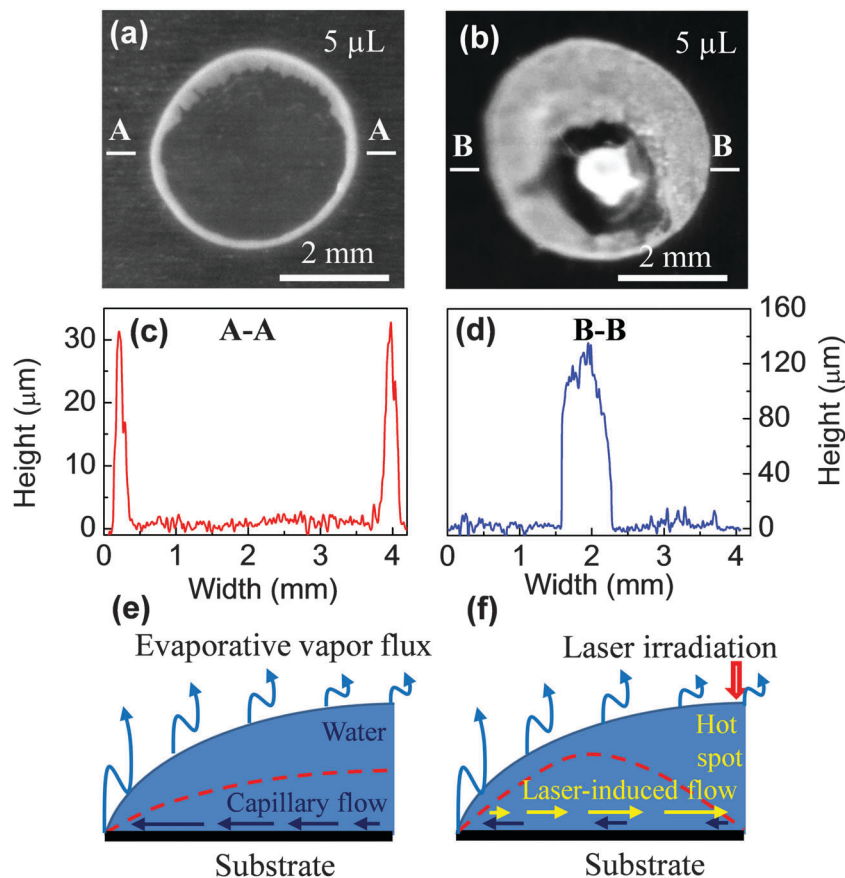 (a) 5 µL
A A
2 mm
(b) 5 µL
B B
2 mm
(c) A-A
30
20
10
0
Height (µm)
0 1 2 3 4
Width (mm)
(d) B-B
160
120
80
40
0
Height (µm)
0 1 2 3 4
Width (mm)
(e)
Evaporative vapor flux
Water
Capillary flow
Substrate
(f)
Laser irradiation
Hot
spot
Laser-induced flow
Substrate